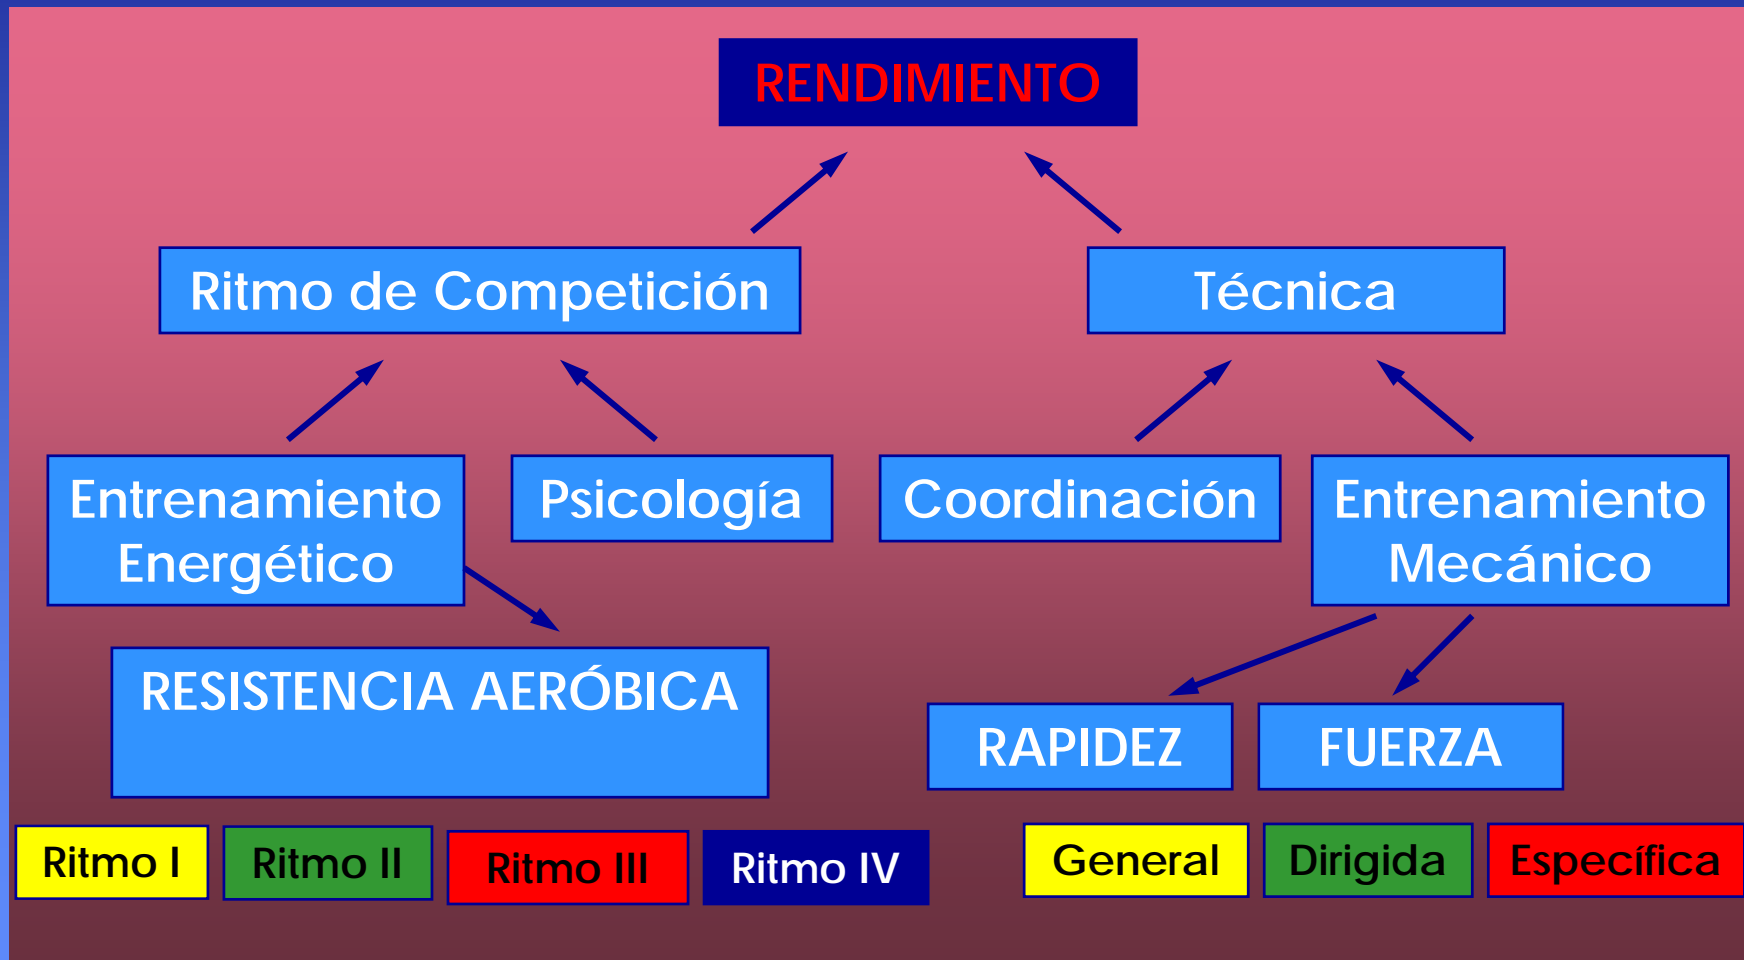 RENDIMIENTO
Ritmo de Competición
Técnica
Entrenamiento
Energético
Psicología
Coordinación
Entrenamiento
Mecánico
RESISTENCIA AERÓBICA
RAPIDEZ
FUERZA
Ritmo I
Ritmo II
Ritmo III
Ritmo IV
General
Dirigida
Específica